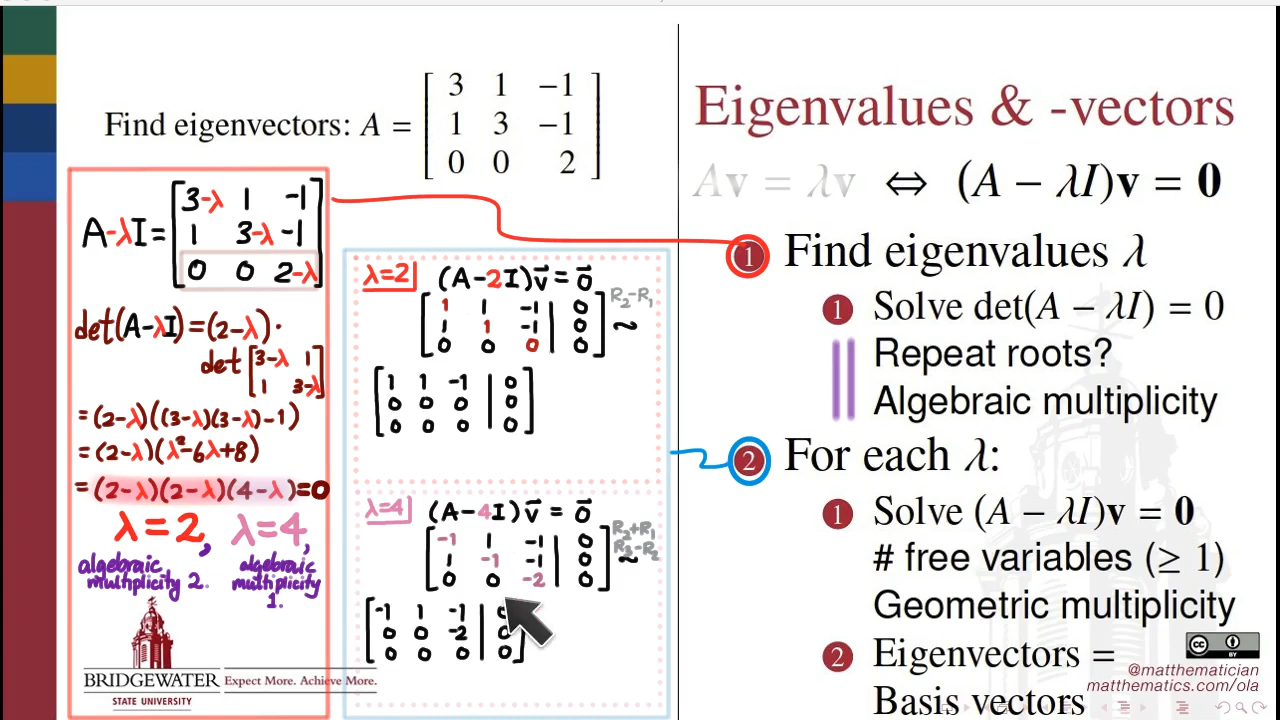 Find eigenvectors: A =
[ 3 1 −1 ]
[ 1 3 −1 ]
[ 0 0 2 ]
A-λI =
[ 3-λ 1 -1 ]
[ 1 3-λ -1 ]
[ 0 0 2-λ ]
det(A-λI)=(2-λ)·
det [ 3-λ 1 ]
[ 1 3-λ ]
=(2-λ)((3-λ)(3-λ)-1)
=(2-λ)(λ²-6λ+8)
=(2-λ)(2-λ)(4-λ)=0
λ=2, λ=4,
algebraic multiplicity 2.
algebraic multiplicity 1.
BRIDGEWATER
STATE UNIVERSITY
Expect More. Achieve More.
λ=2 (A-2I)v⃗ = 0⃗
[ 1 1 -1 | 0 ] R₂-R₁
[ 1 1 -1 | 0 ] ~
[ 0 0 0 | 0 ]
[ 1 1 -1 | 0 ]
[ 0 0 0 | 0 ]
[ 0 0 0 | 0 ]
λ=4 (A-4I)v⃗ = 0⃗
[ -1 1 -1 | 0 ] R₂+R₁
[ 1 -1 -1 | 0 ] R₃-R₂
[ 0 0 -2 | 0 ] ~
[ -1 1 -1 | 0 ]
[ 0 0 -2 | 0 ]
[ 0 0 0 | 0 ]
Eigenvalues & -vectors
Av = λv ⇔ (A − λI)v = 0
1 Find eigenvalues λ
1 Solve det(A − λI) = 0
Repeat roots?
Algebraic multiplicity
2 For each λ:
1 Solve (A − λI)v = 0
# free variables (≥ 1)
Geometric multiplicity
2 Eigenvectors =
Basis vectors
cc BY
@matthematician
matthematics.com/ola